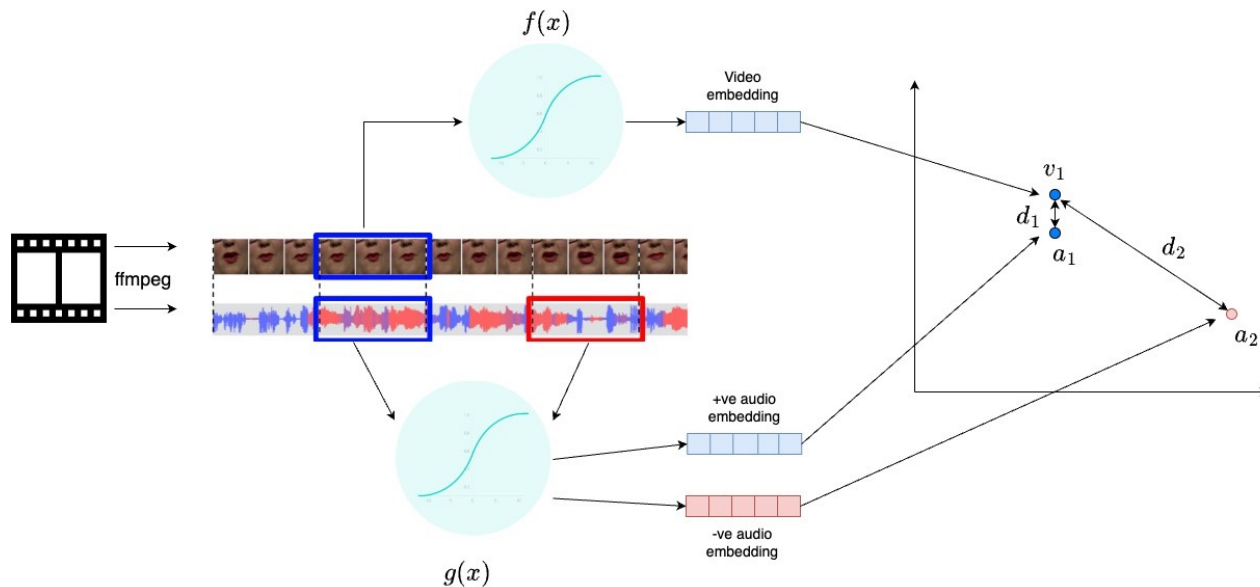 f(x)
Video
embedding
v₁
d₁
a₁
d₂
a₂
ffmpeg
+ve audio
embedding
-ve audio
embedding
g(x)